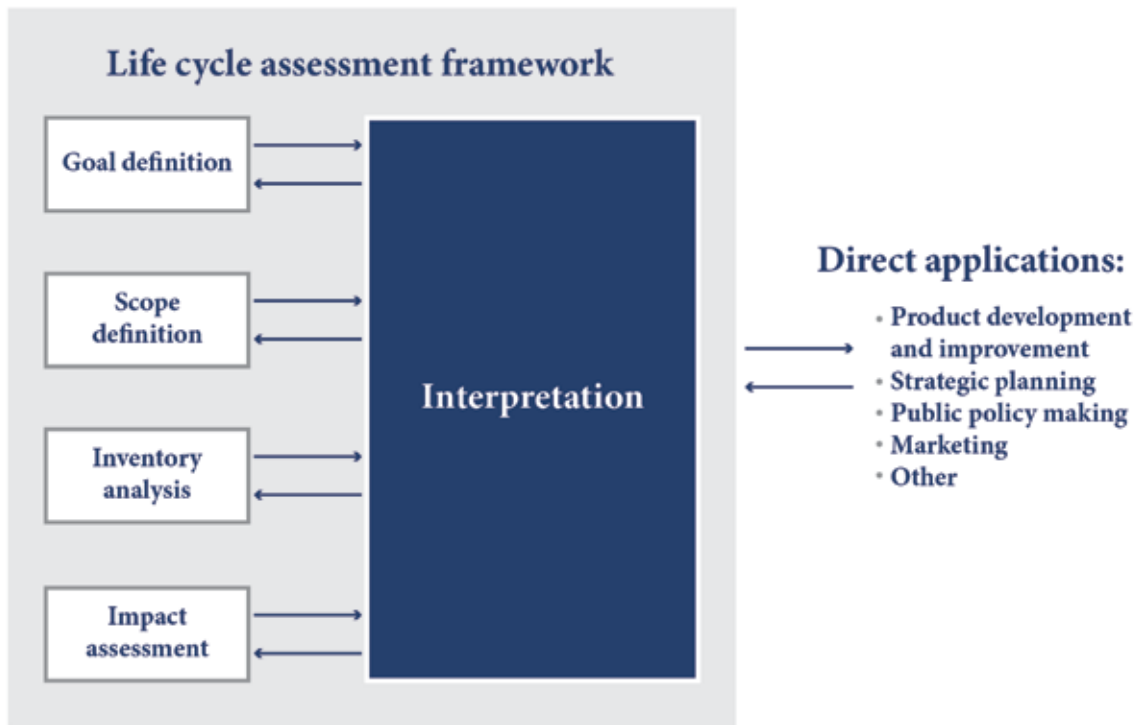 Life cycle assessment framework
Goal definition
Scope
definition
Inventory
analysis
Impact
assessment
Interpretation
Direct applications:
• Product development
and improvement
• Strategic planning
• Public policy making
• Marketing
• Other